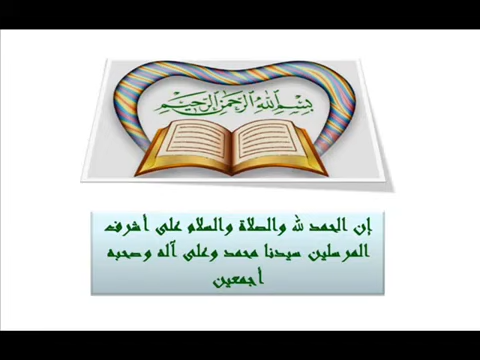 بسم الله الرحمن الرحيم
إن الحمد لله والصلاة والسلام على أشرف
المرسلين سيدنا محمد وعلى آله وصحبه
أجمعين